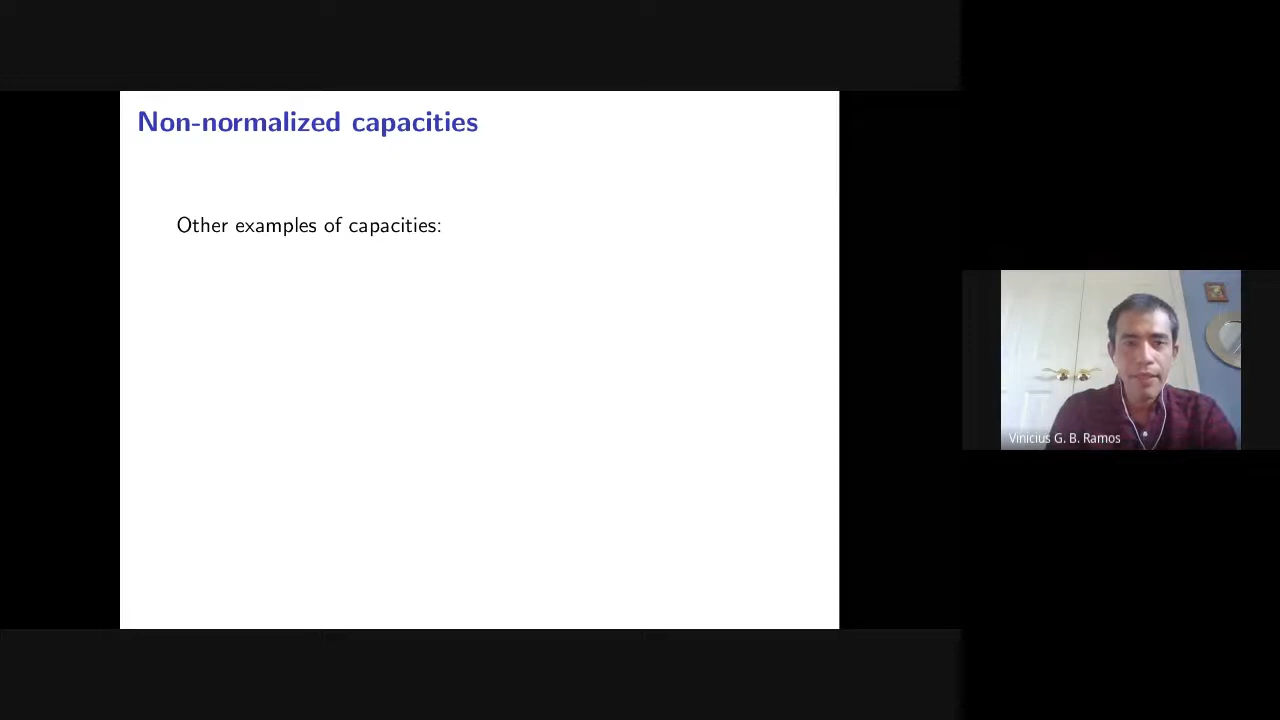 Non-normalized capacities
Other examples of capacities:
Vinicius G. B. Ramos